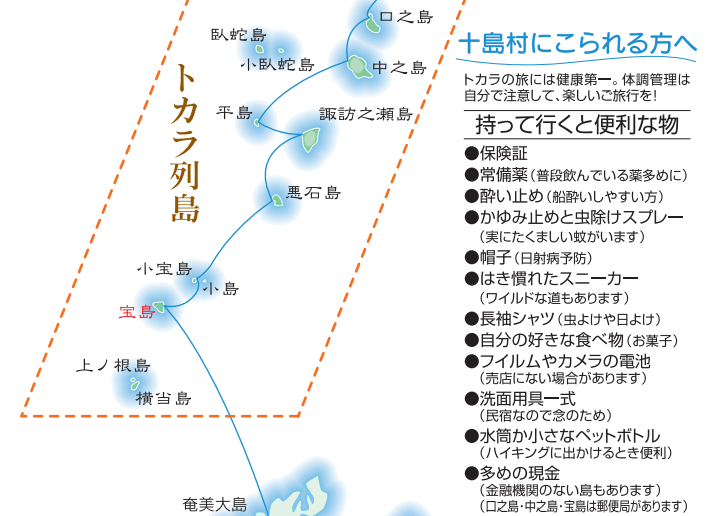 口之島
臥蛇島
小臥蛇島
中之島
トカラ列島
平島
諏訪之瀬島
悪石島
小宝島
小島
宝島
上ノ根島
横当島
奄美大島
十島村にこられる方へ
トカラの旅には健康第一。体調管理は
自分で注意して、楽しいご旅行を!
持って行くと便利な物
●保険証
●常備薬(普段飲んでいる薬多めに)
●酔い止め(船酔いしやすい方)
●かゆみ止めと虫除けスプレー
(実にたくましい蚊がいます)
●帽子(日射病予防)
●はき慣れたスニーカー
(ワイルドな道もあります)
●長袖シャツ(虫よけや日よけ)
●自分の好きな食べ物(お菓子)
●フイルムやカメラの電池
(売店にない場合があります)
●洗面用具一式
(民宿なので念のため)
●水筒か小さなペットボトル
(ハイキングに出かけるとき便利)
●多めの現金
(金融機関のない島もあります)
(口之島・中之島・宝島は郵便局があります)